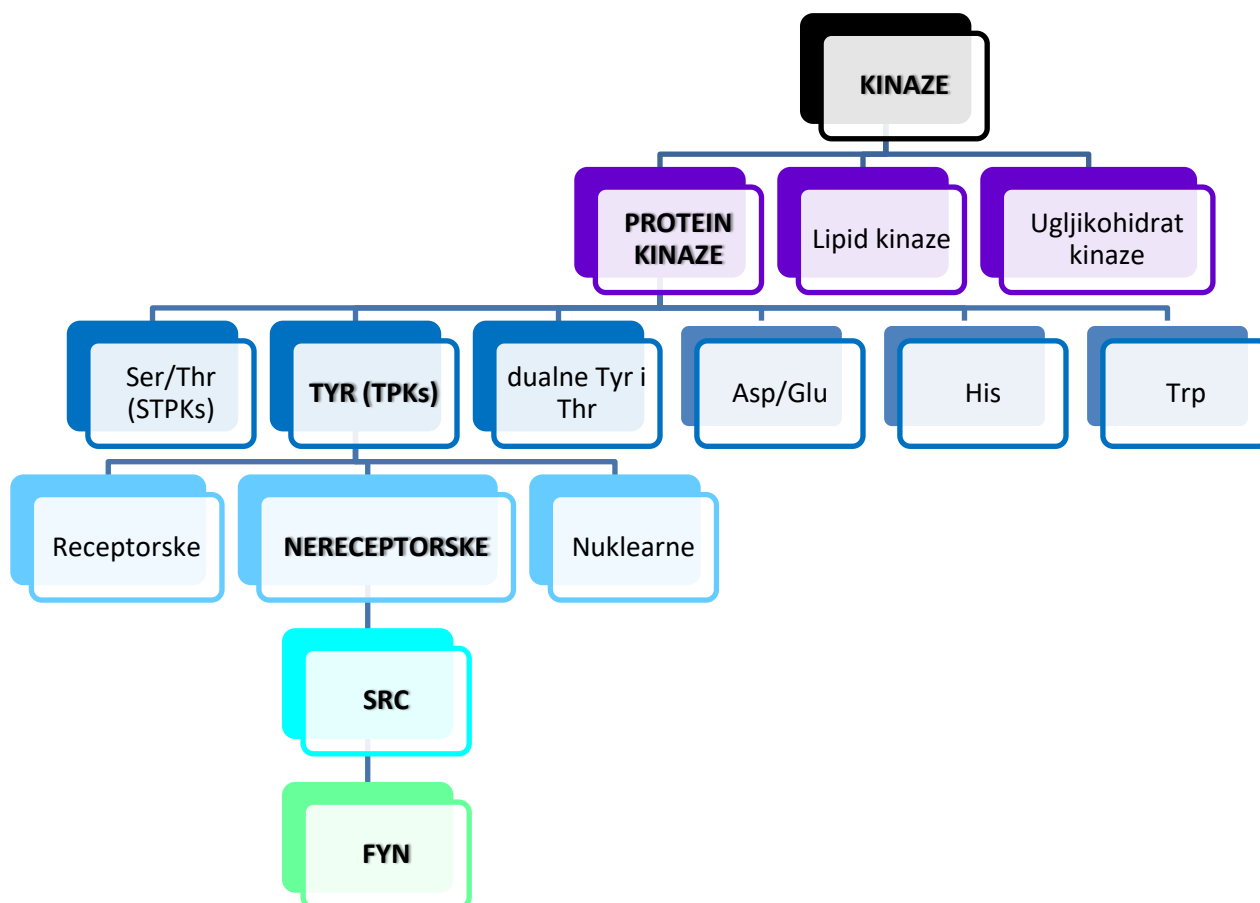 KINAZE
PROTEIN
KINAZE
Lipid kinaze
Ugljikohidrat
kinaze
Ser/Thr
(STPKs)
TYR (TPKs)
dualne Tyr i
Thr
Asp/Glu
His
Trp
Receptorske
NERECEPTORSKE
Nuklearne
SRC
FYN